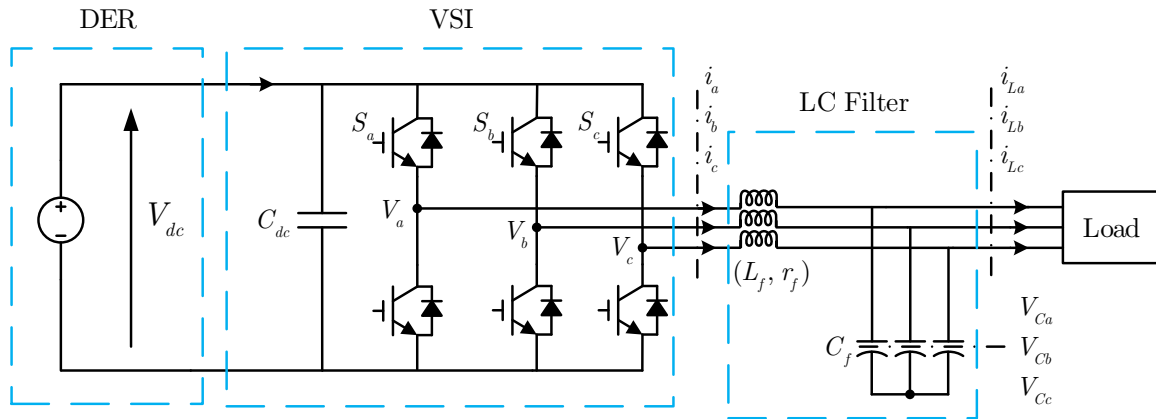 DER
VSI
LC Filter
V_dc
C_dc
S_a
S_b
S_c
V_a
V_b
V_c
i_a
i_b
i_c
(L_f, r_f)
C_f
i_La
i_Lb
i_Lc
Load
V_Ca
V_Cb
V_Cc